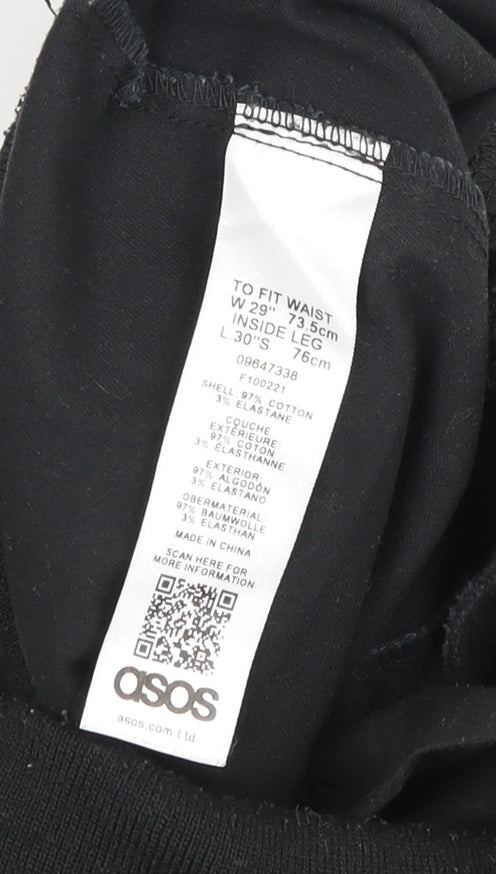 TO FIT WAIST
W 29" 73.5cm
INSIDE LEG
L 30"S 76cm
09647338
F100221
SHELL 97% COTTON
3% ELASTANE
COUCHE
EXTÉRIEURE:
97% COTON
3% ÉLASTHANNE
EXTERIOR:
97% ALGODÓN
3% ELASTANO
OBERMATERIAL:
97% BAUMWOLLE
3% ELASTHAN
MADE IN CHINA
SCAN HERE FOR
MORE INFORMATION
asos
asos.com Ltd